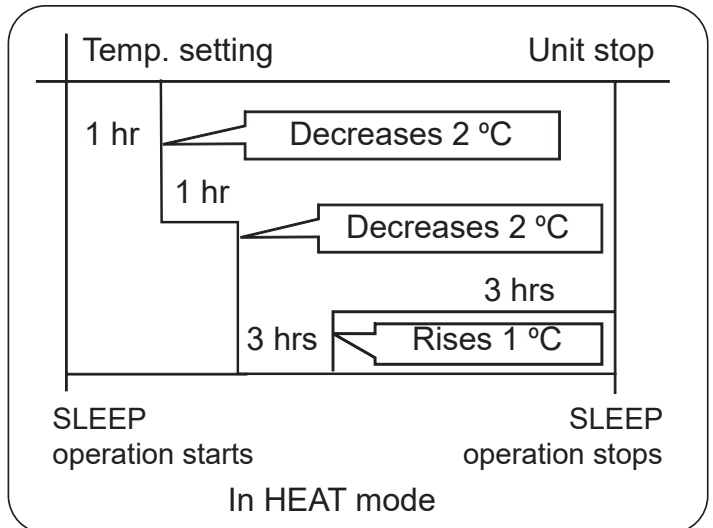 Temp. setting
Unit stop
1 hr
Decreases 2 ºC
1 hr
Decreases 2 ºC
3 hrs
3 hrs
Rises 1 ºC
SLEEP
operation starts
SLEEP
operation stops
In HEAT mode